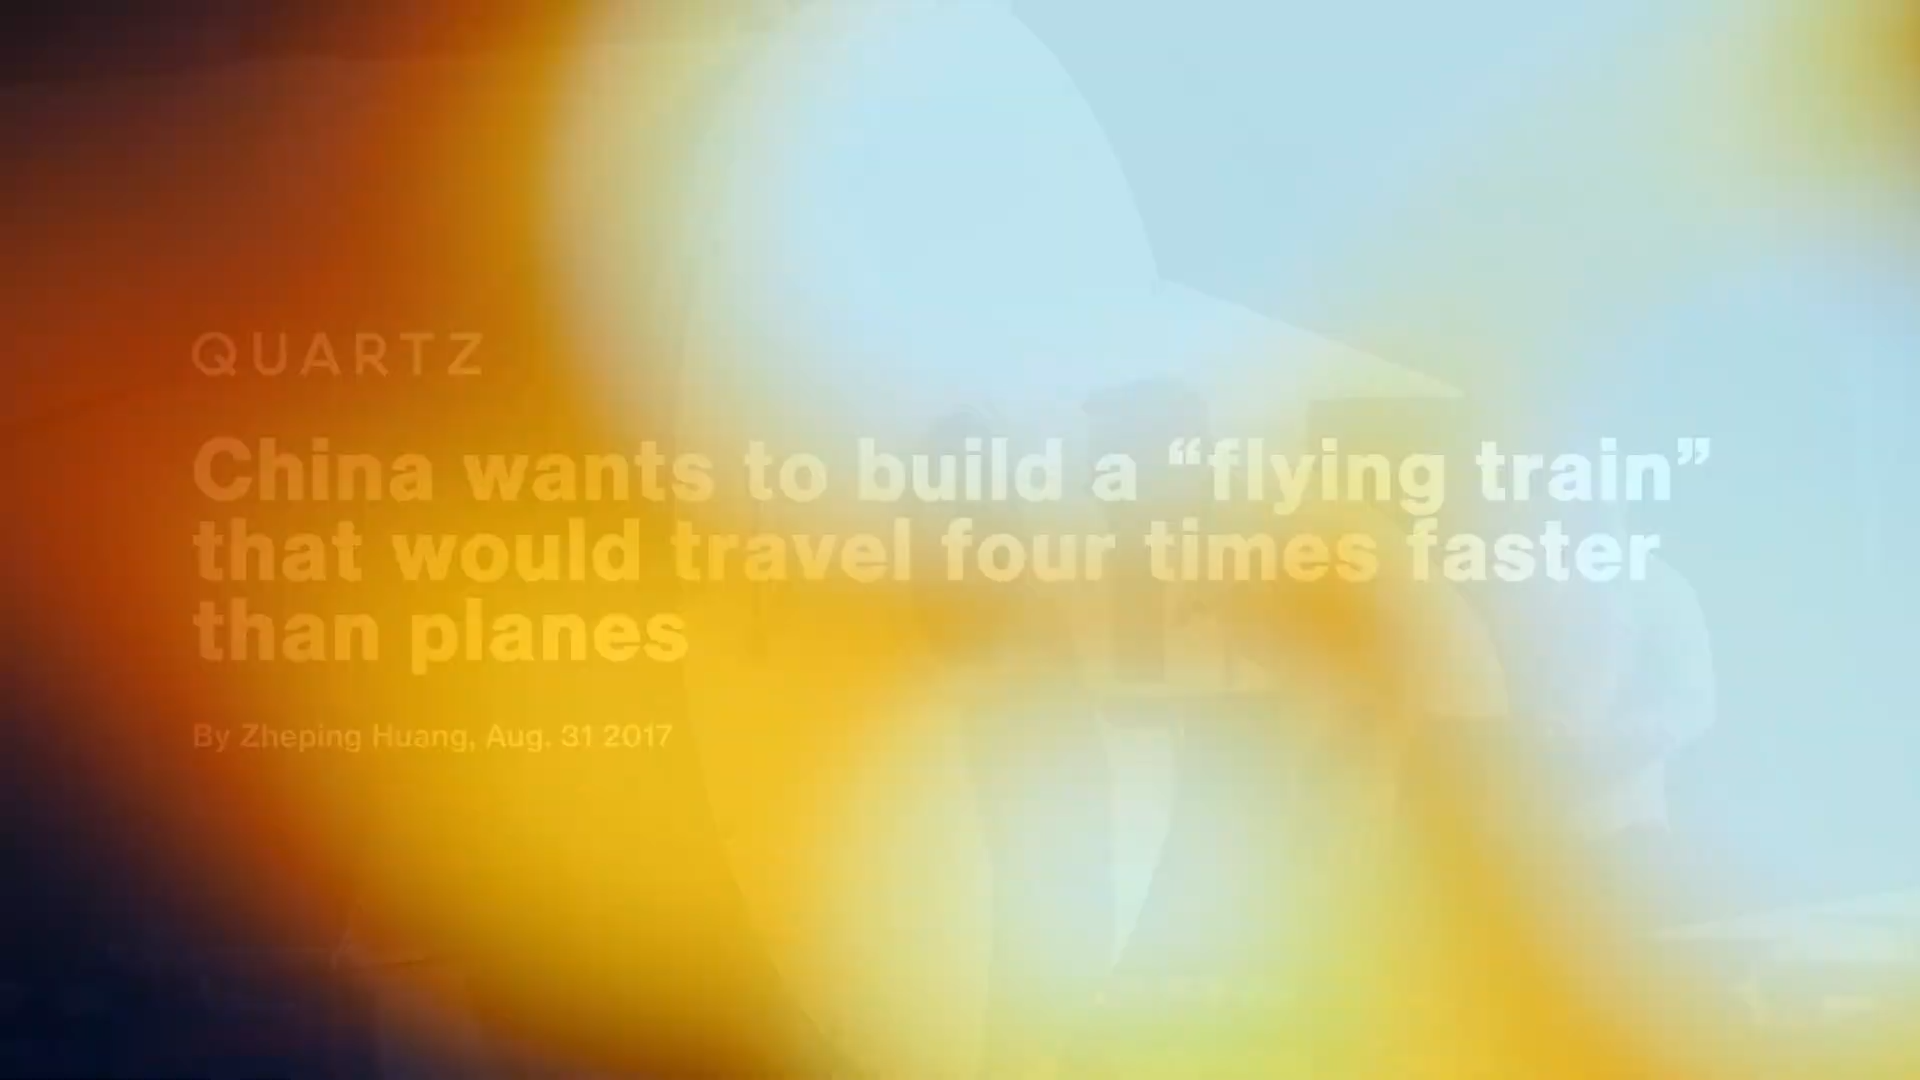 QUARTZ
China wants to build a “flying train”
that would travel four times faster
than planes
By Zheping Huang, Aug. 31 2017